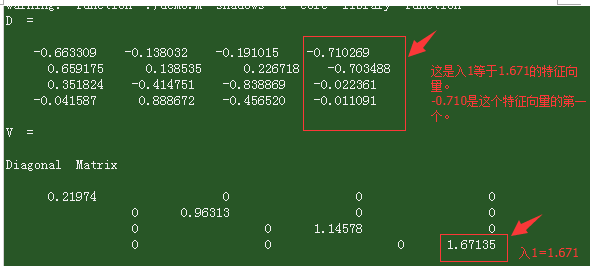 warning: function ./demo.m shadows a core library function
D =
-0.663309 -0.138032 -0.191015 -0.710269
0.659175 0.138535 0.226718 -0.703488
0.351824 -0.414751 -0.838869 -0.022361
-0.041587 0.888672 -0.456520 -0.011091
这是入1等于1.671的特征向
量。
-0.710是这个特征向量的第一
个。
V =
Diagonal Matrix
0.21974 0 0 0
0 0.96313 0 0
0 0 1.14578 0
0 0 0 1.67135
入1=1.671